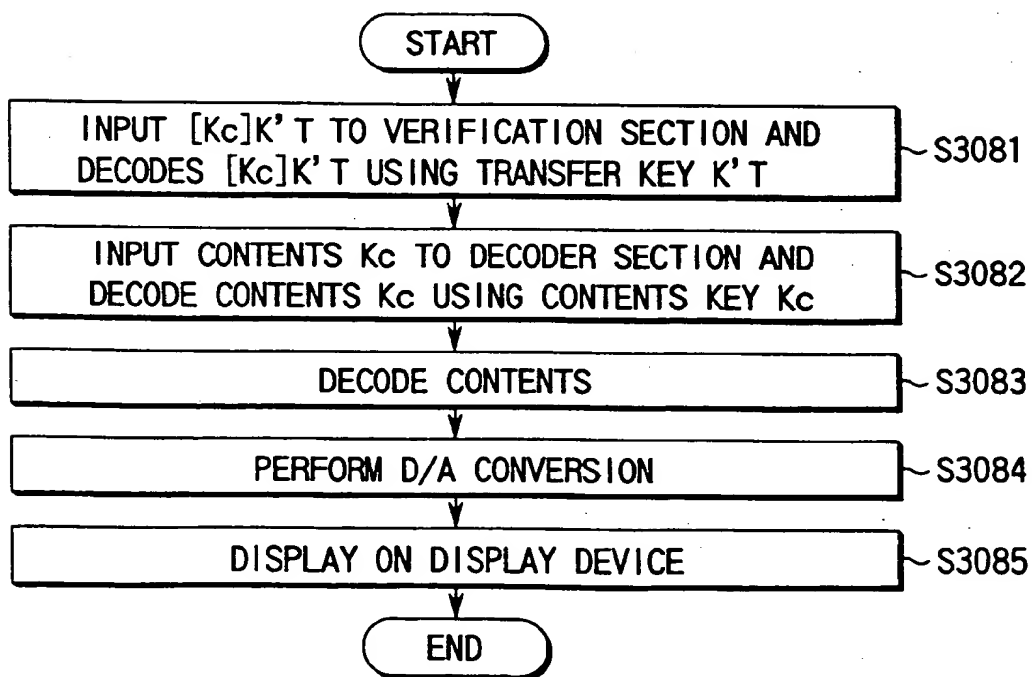 START
INPUT [Kc]K'T TO VERIFICATION SECTION AND
DECODES [Kc]K'T USING TRANSFER KEY K'T
S3081
INPUT CONTENTS Kc TO DECODER SECTION AND
DECODE CONTENTS Kc USING CONTENTS KEY Kc
S3082
DECODE CONTENTS
S3083
PERFORM D/A CONVERSION
S3084
DISPLAY ON DISPLAY DEVICE
S3085
END